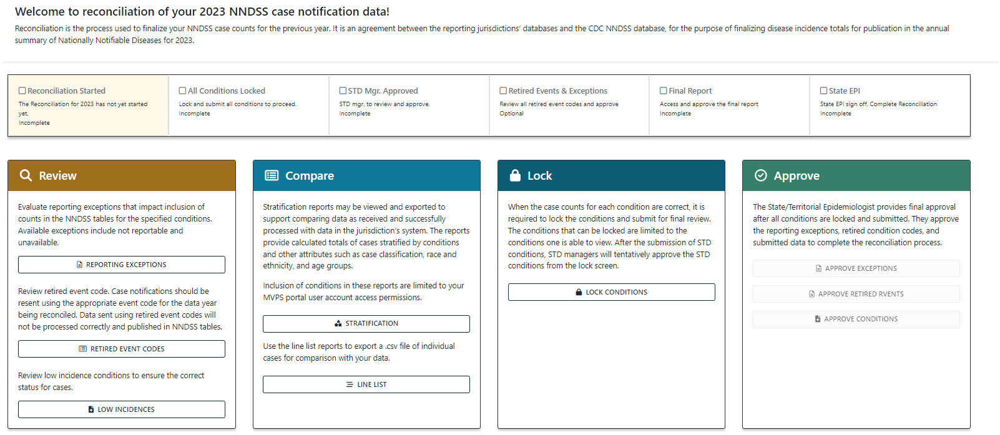 Welcome to reconciliation of your 2023 NNDSS case notification data!
Reconciliation is the process used to finalize your NNDSS case counts for the previous year. It is an agreement between the reporting jurisdictions' databases and the CDC NNDSS database, for the purpose of finalizing disease incidence totals for publication in the annual
summary of Nationally Notifiable Diseases for 2023.
Reconciliation Started
The Reconciliation for 2023 has not yet started
yet.
Incomplete
All Conditions Locked
Lock and submit all conditions to proceed.
Incomplete
STD Mgr. Approved
STD mgr. to review and approve.
Incomplete
Retired Events & Exceptions
Review all retired event codes and approve
Optional
Final Report
Access and approve the final report
Incomplete
State EPI
State EPI sign off. Complete Reconciliation
Incomplete
Review
Evaluate reporting exceptions that impact inclusion of
counts in the NNDSS tables for the specified conditions.
Available exceptions include not reportable and
unavailable.
REPORTING EXCEPTIONS
Review retired event code. Case notifications should be
resent using the appropriate event code for the data year
being reconciled. Data sent using retired event codes will
not be processed correctly and published in NNDSS tables.
RETIRED EVENT CODES
Review low incidence conditions to ensure the correct
status for cases.
LOW INCIDENCES
Compare
Stratification reports may be viewed and exported to
support comparing data as received and successfully
processed with data in the jurisdiction's system. The reports
provide calculated totals of cases stratified by conditions
and other attributes such as case classification, race and
ethnicity, and age groups.
Inclusion of conditions in these reports are limited to your
MVPS portal user account access permissions.
STRATIFICATION
Use the line list reports to export a .csv file of individual
cases for comparison with your data.
LINE LIST
Lock
When the case counts for each condition are correct, it is
required to lock the conditions and submit for final review.
The conditions that can be locked are limited to the
conditions one is able to view. After the submission of STD
conditions, STD managers will tentatively approve the STD
conditions from the lock screen.
LOCK CONDITIONS
Approve
The State/Territorial Epidemiologist provides final approval
after all conditions are locked and submitted. They approve
the reporting exceptions, retired condition codes, and
submitted data to complete the reconciliation process.
APPROVE EXCEPTIONS
APPROVE RETIRED RVENTS
APPROVE CONDITIONS